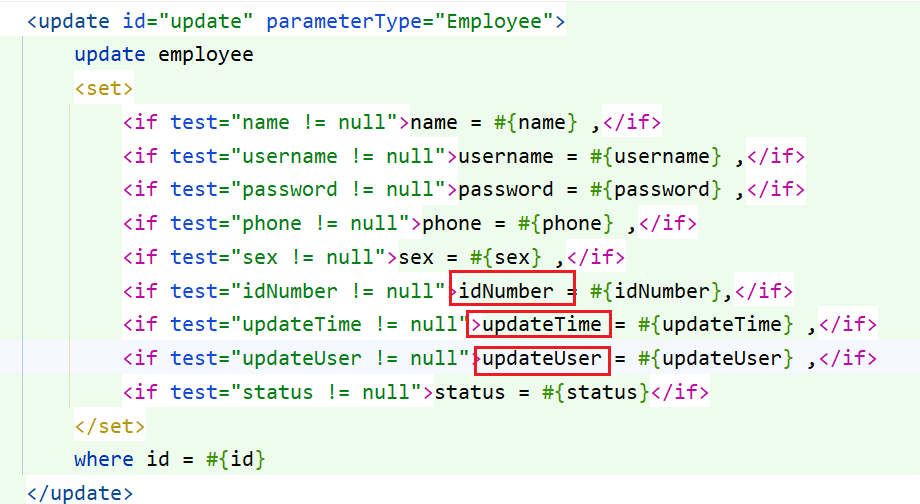 <update id="update" parameterType="Employee">
update employee
<set>
<if test="name != null">name = #{name} ,</if>
<if test="username != null">username = #{username} ,</if>
<if test="password != null">password = #{password} ,</if>
<if test="phone != null">phone = #{phone} ,</if>
<if test="sex != null">sex = #{sex} ,</if>
<if test="idNumber != null">idNumber = #{idNumber},</if>
<if test="updateTime != null">updateTime = #{updateTime} ,</if>
<if test="updateUser != null">updateUser = #{updateUser} ,</if>
<if test="status != null">status = #{status}</if>
</set>
where id = #{id}
</update>